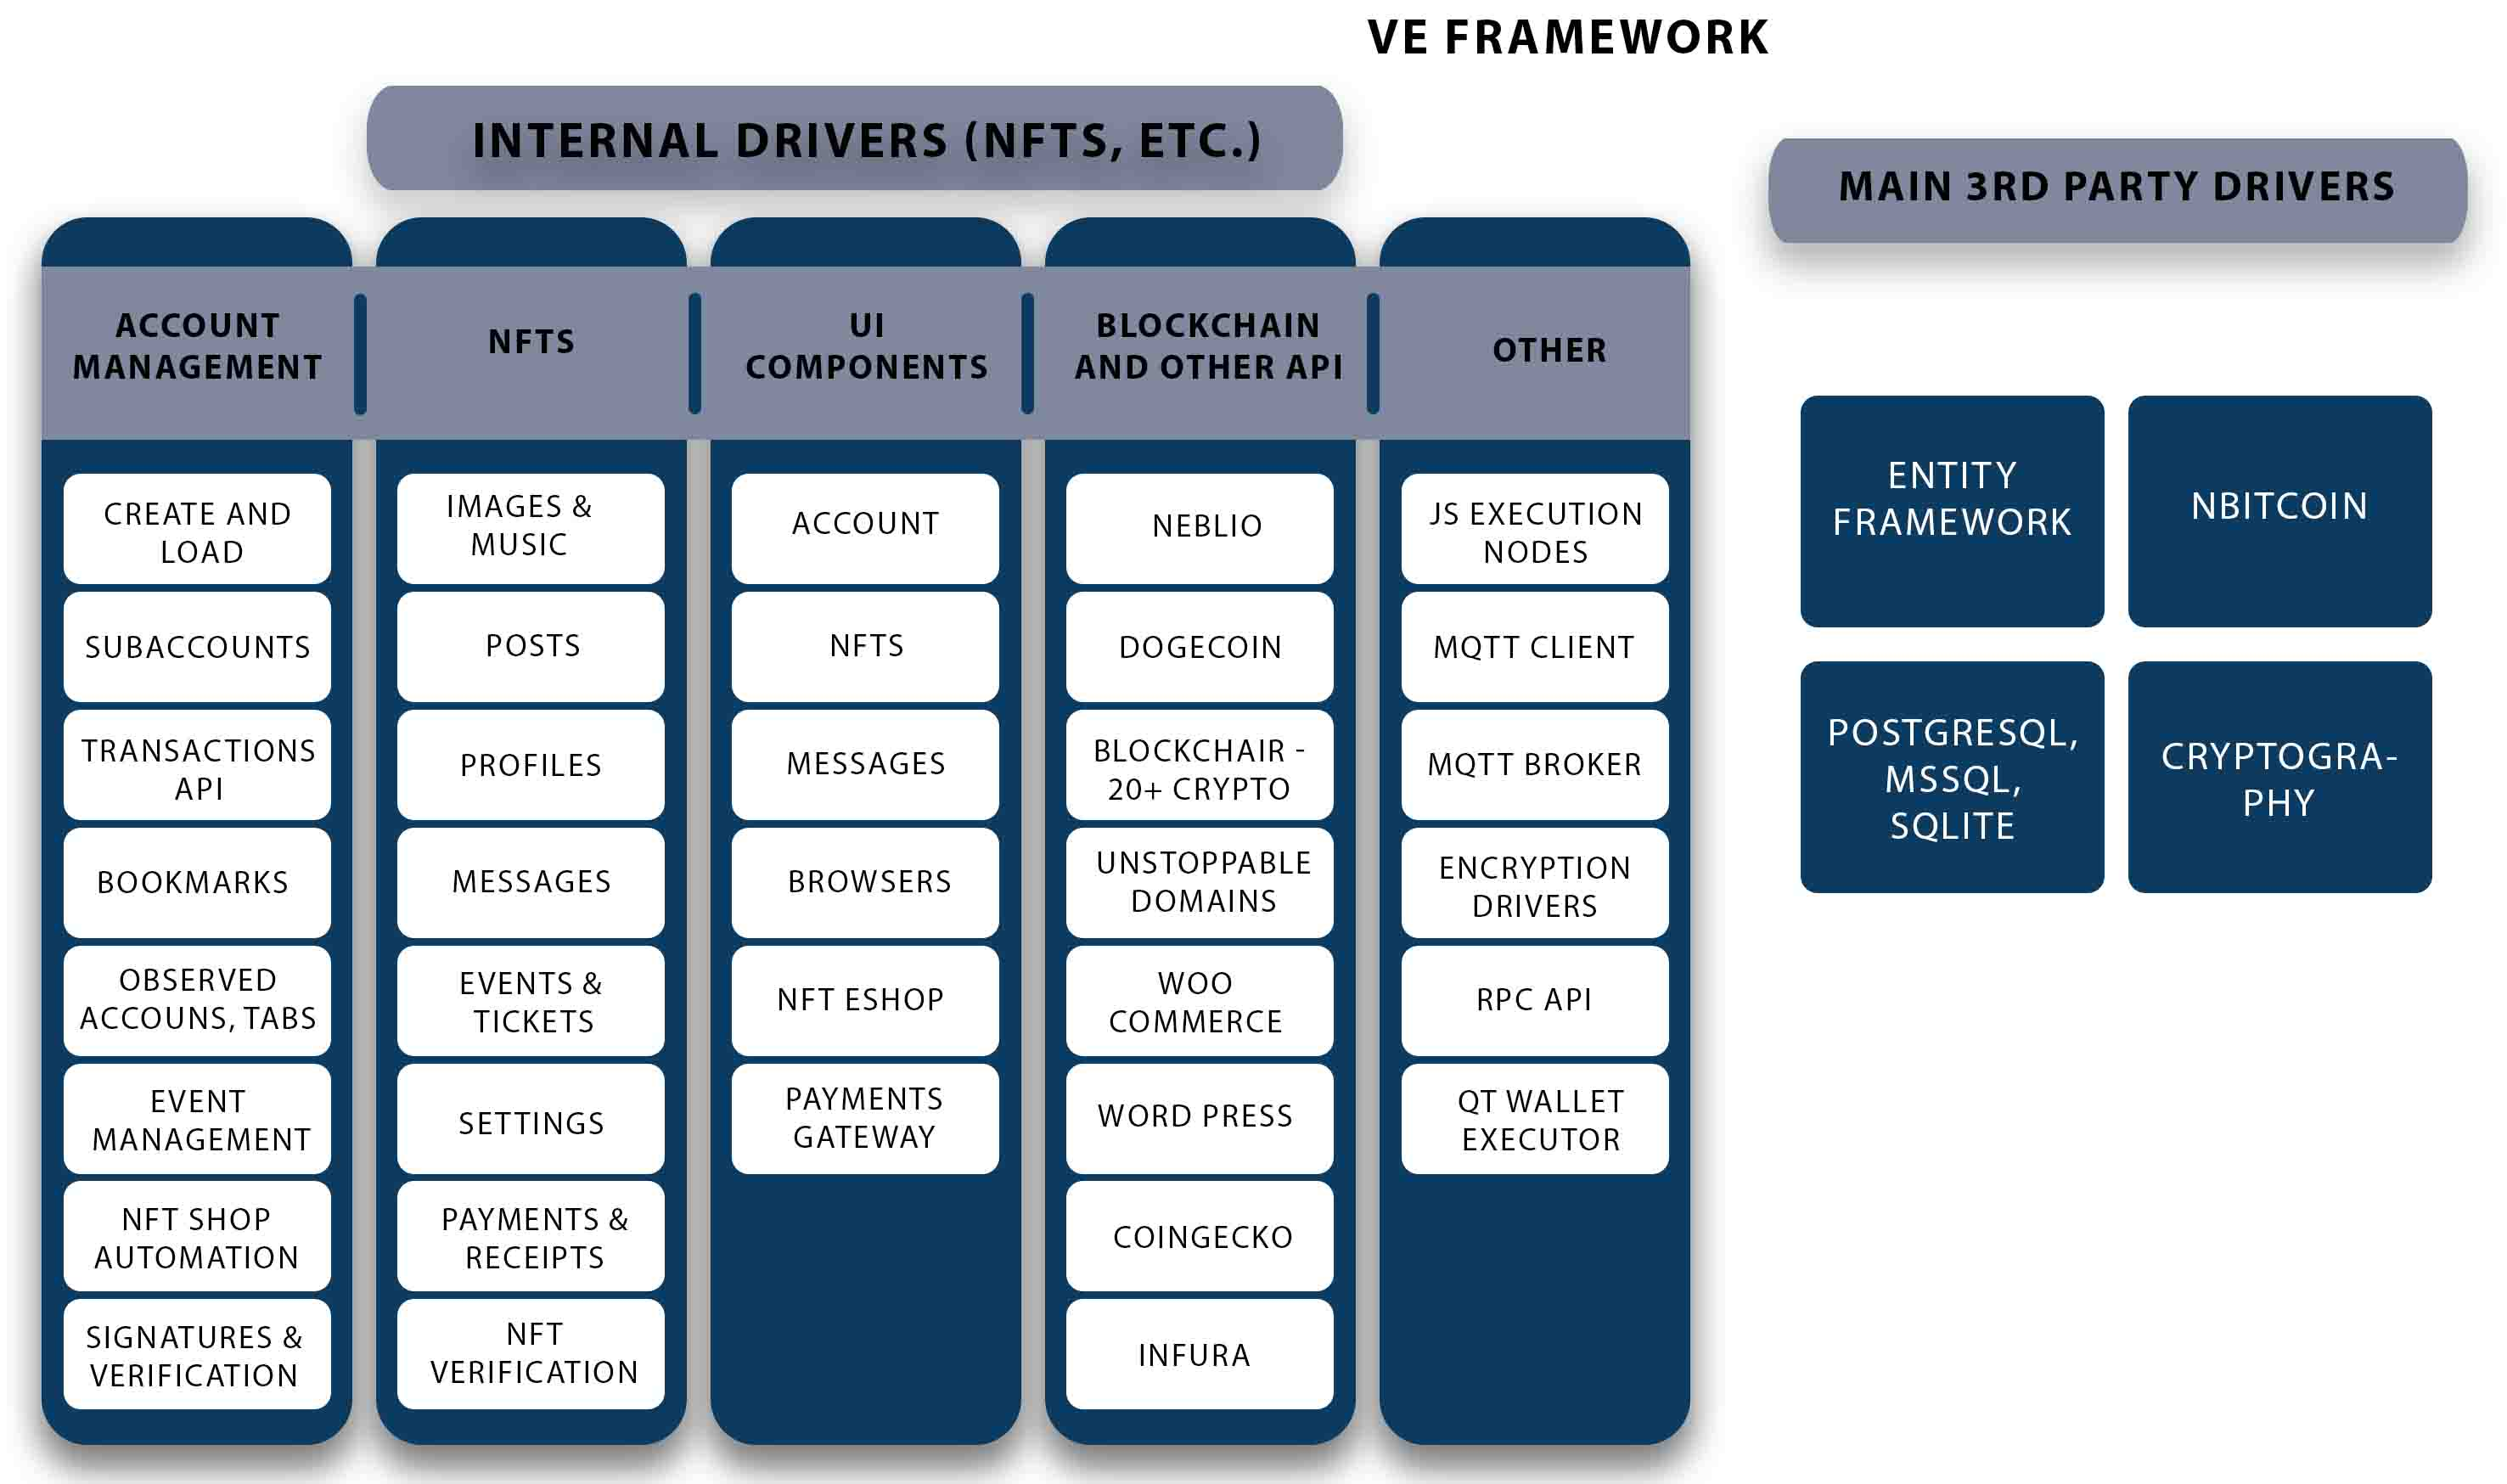 VE FRAMEWORK
INTERNAL DRIVERS (NFTS, ETC.)
MAIN 3RD PARTY DRIVERS
ACCOUNT
MANAGEMENT
NFTS
UI
COMPONENTS
BLOCKCHAIN
AND OTHER API
OTHER
CREATE AND
LOAD
SUBACCOUNTS
TRANSACTIONS
API
BOOKMARKS
OBSERVED
ACCOUNS, TABS
EVENT
MANAGEMENT
NFT SHOP
AUTOMATION
SIGNATURES &
VERIFICATION
IMAGES &
MUSIC
POSTS
PROFILES
MESSAGES
EVENTS &
TICKETS
SETTINGS
PAYMENTS &
RECEIPTS
NFT
VERIFICATION
ACCOUNT
NFTS
MESSAGES
BROWSERS
NFT ESHOP
PAYMENTS
GATEWAY
NEBLIO
DOGECOIN
BLOCKCHAIR -
20+ CRYPTO
UNSTOPPABLE
DOMAINS
WOO
COMMERCE
WORD PRESS
COINGECKO
INFURA
JS EXECUTION
NODES
MQTT CLIENT
MQTT BROKER
ENCRYPTION
DRIVERS
RPC API
QT WALLET
EXECUTOR
ENTITY
FRAMEWORK
NBITCOIN
POSTGRESQL,
MSSQL,
SQLITE
CRYPTOGRA-
PHY